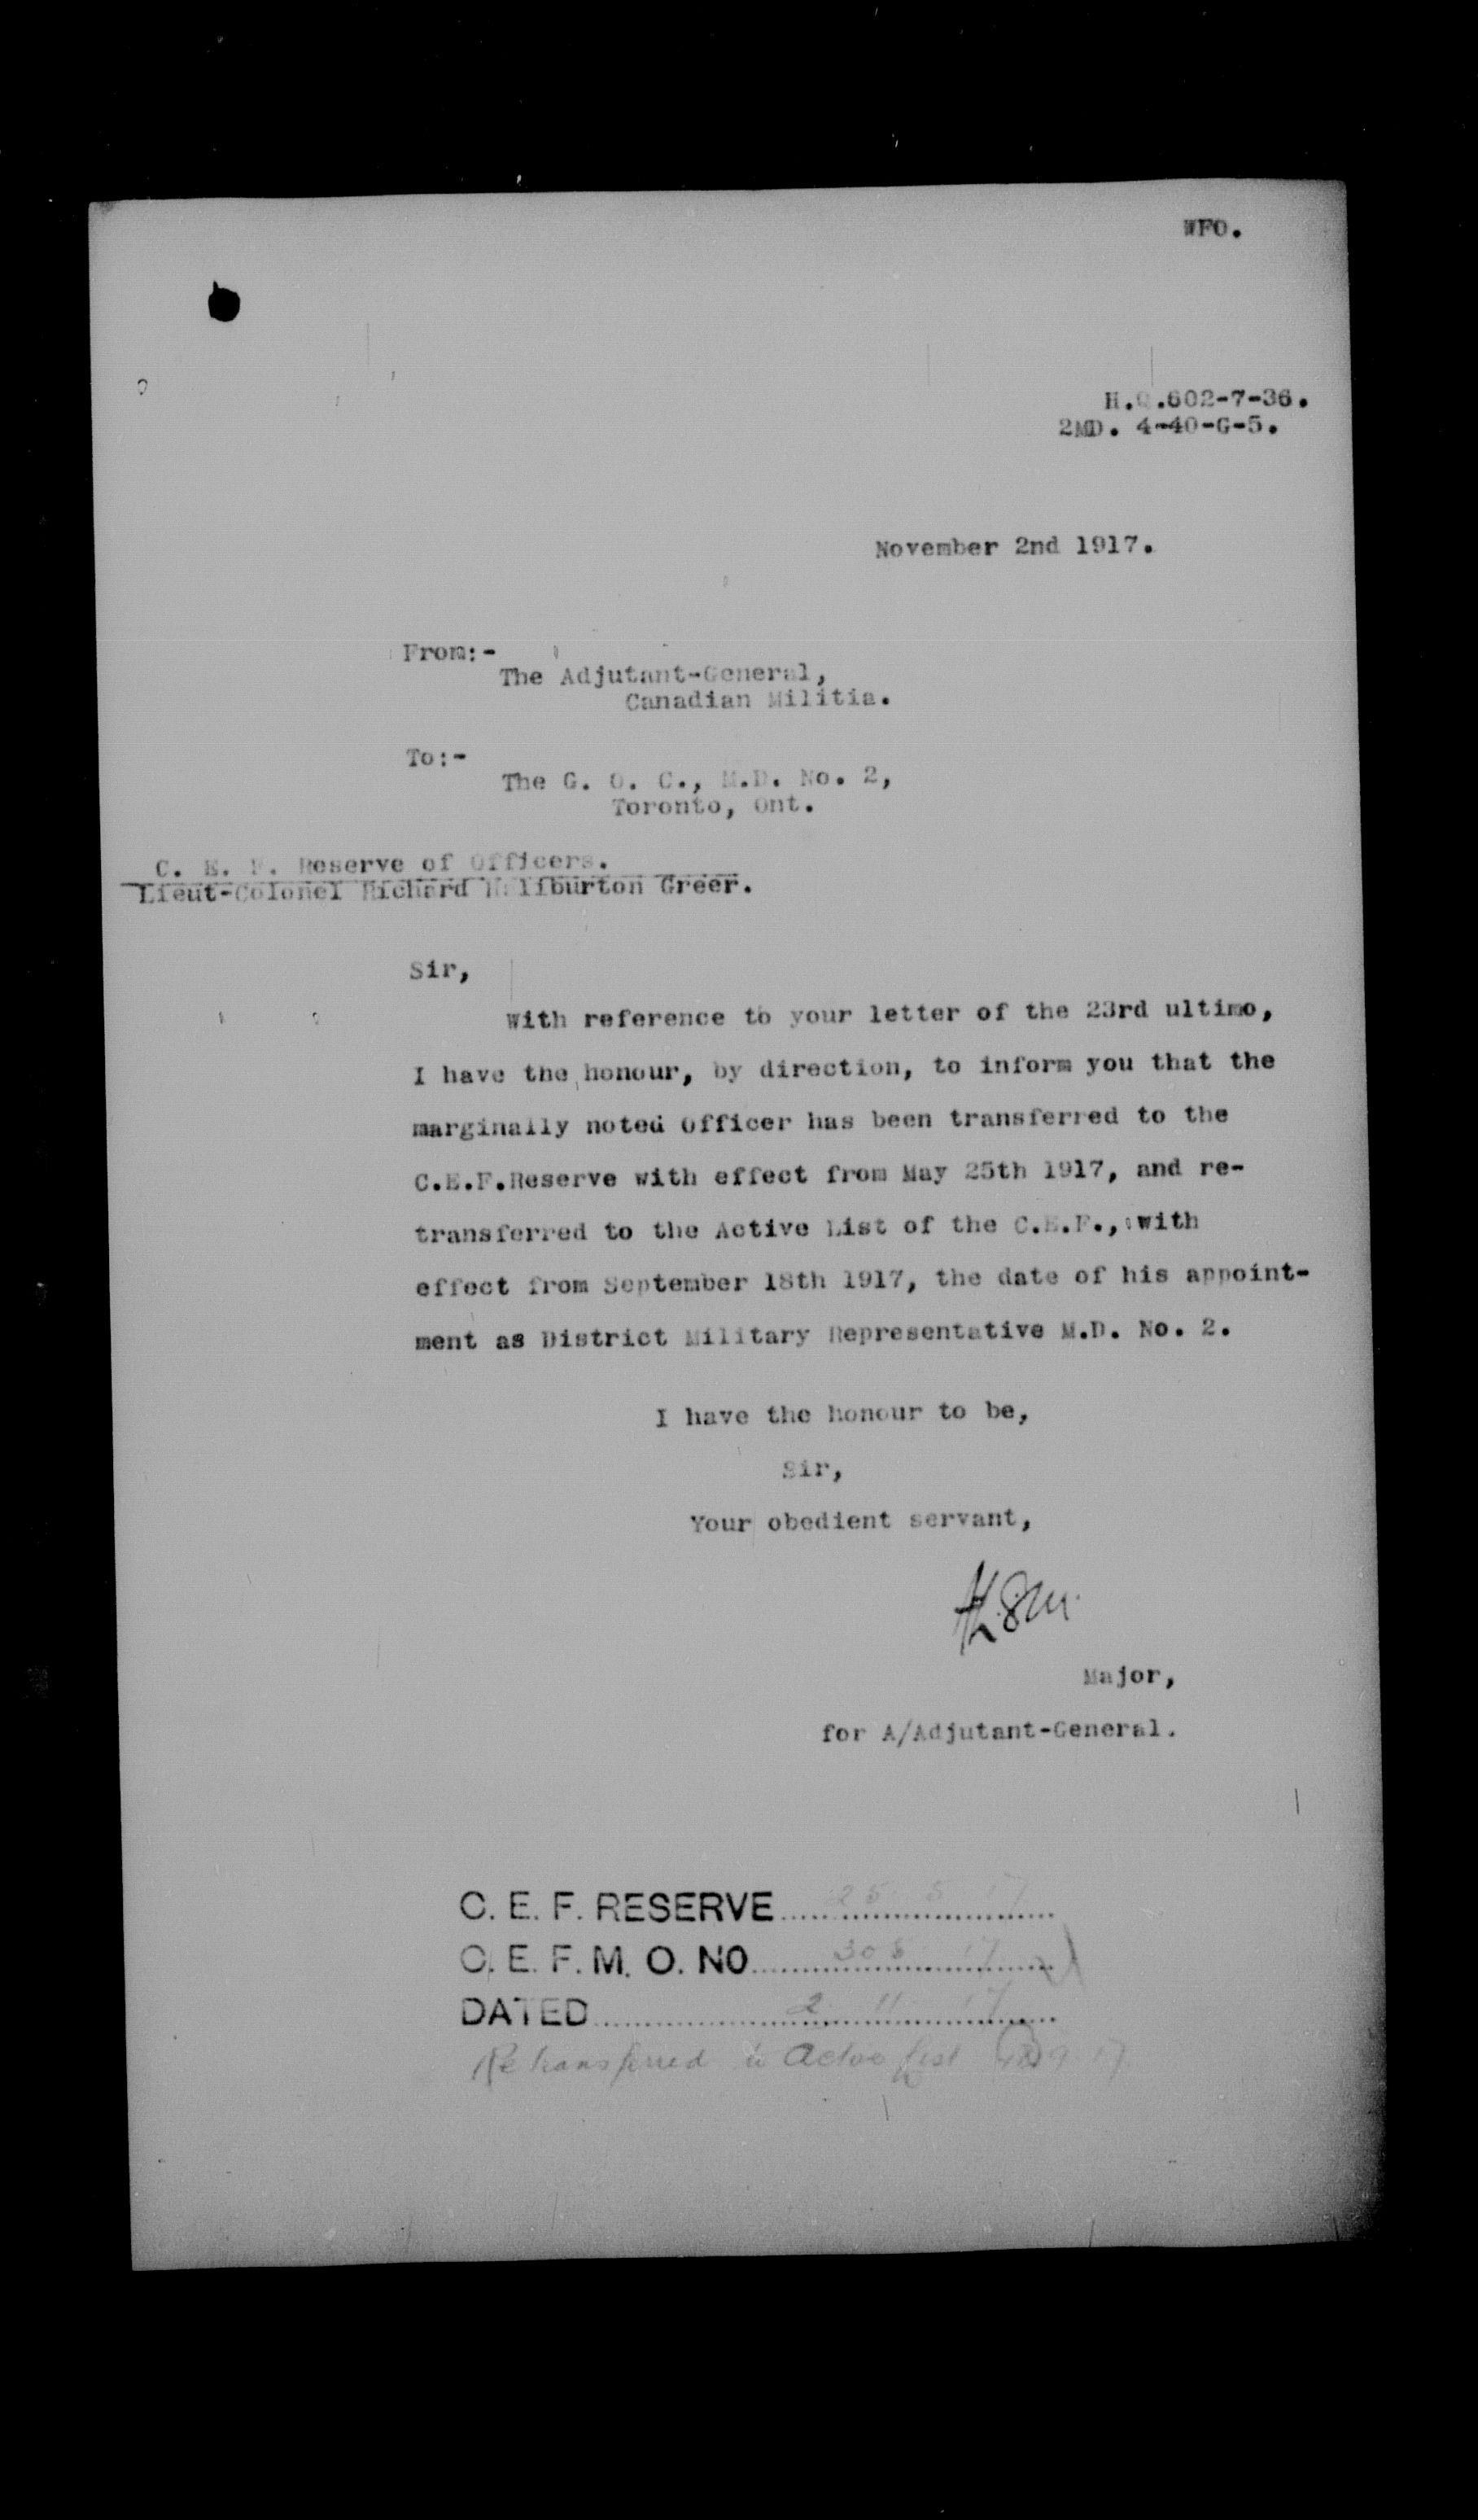 WFO.
H.Q.602-7-36.
2MD. 4-40-G-5.
November 2nd 1917.
From:-
The Adjutant-General,
Canadian Militia.
To:-
The G. O. C., M.D. No. 2,
Toronto, Ont.
C. E. F. Reserve of Officers.
Lieut-Colonel Richard Haliburton Greer.
Sir,
With reference to your letter of the 23rd ultimo,
I have the honour, by direction, to inform you that the
marginally noted Officer has been transferred to the
C.E.F.Reserve with effect from May 25th 1917, and re-
transferred to the Active List of the C.E.F., with
effect from September 18th 1917, the date of his appoint-
ment as District Military Representative M.D. No. 2.
I have the honour to be,
Sir,
Your obedient servant,
Major,
for A/Adjutant-General.
C. E. F. RESERVE 25 5 17
C. E. F. M. O. NO 17
DATED 2 11 17
Retransferred to Active List 18 9 17